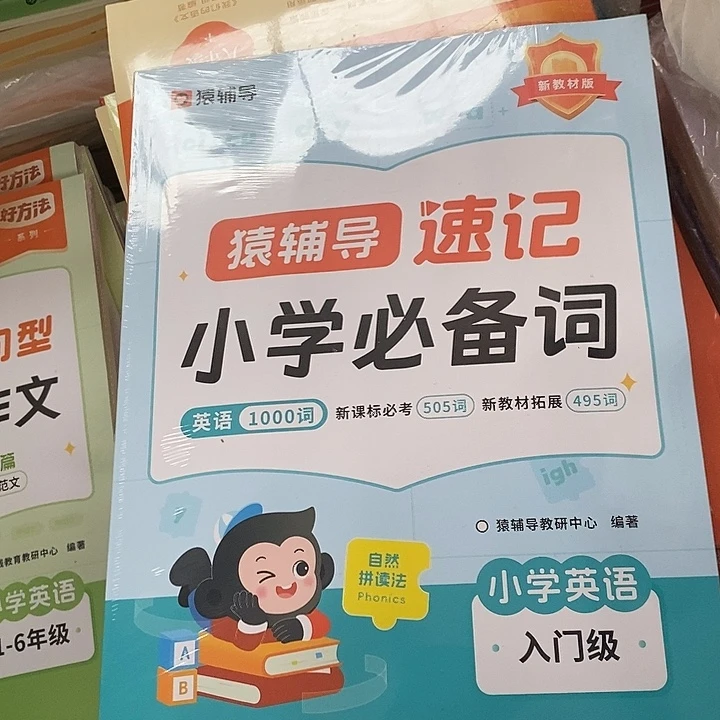 猿辅导
新教材版
猿辅导 速记
小学必备词
英语 1000词 新课标必考 505词 新教材拓展 495词
igh
猿辅导教研中心 编著
自然
拼读法
Phonics
小学英语
入门级
A
B
好方法
好方法
系列
句型
作文
篇
范文
教育教研中心 编著
小学英语
1-6年级